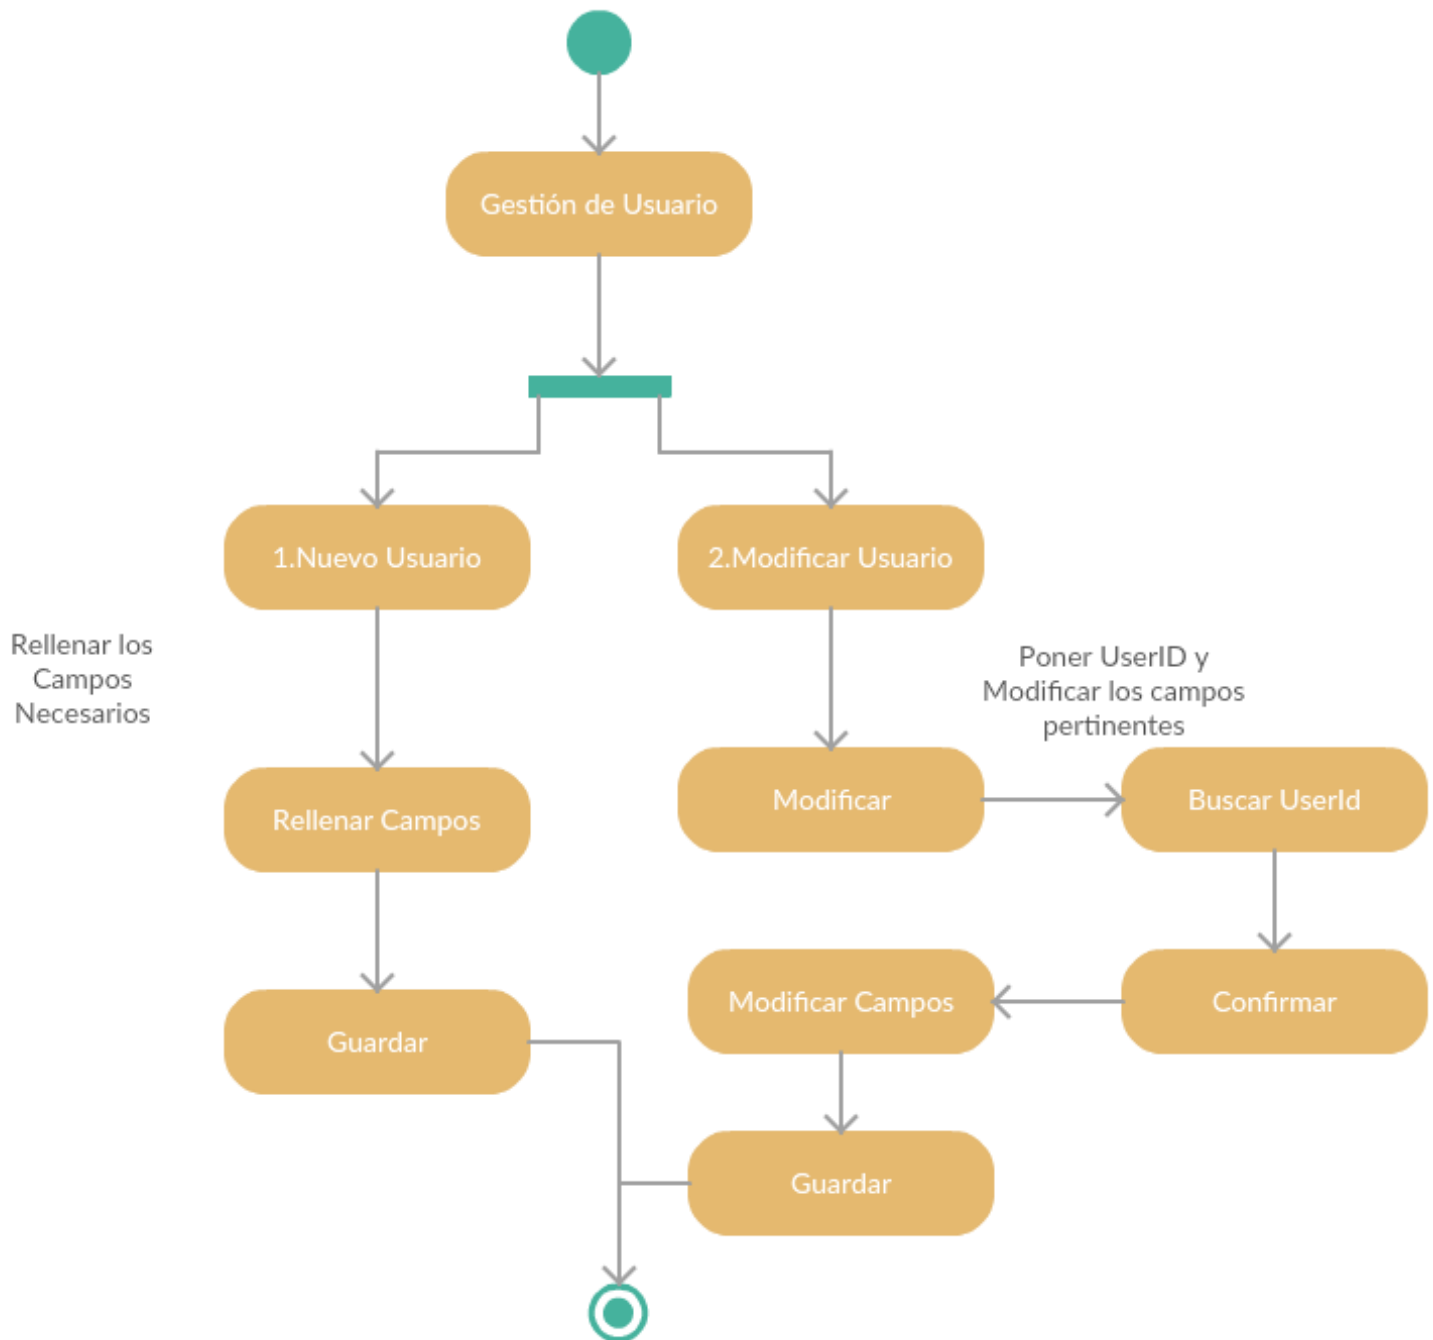 Gestión de Usuario
1.Nuevo Usuario
2.Modificar Usuario
Rellenar los
Campos
Necesarios
Poner UserID y
Modificar los campos
pertinentes
Rellenar Campos
Modificar
Buscar UserId
Guardar
Modificar Campos
Confirmar
Guardar